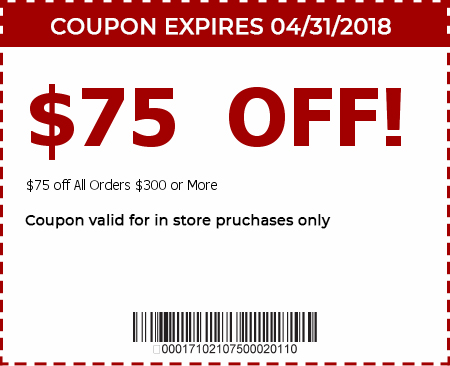 COUPON EXPIRES 04/31/2018
$75 OFF!
$75 off All Orders $300 or More
Coupon valid for in store pruchases only
00017102107500020110